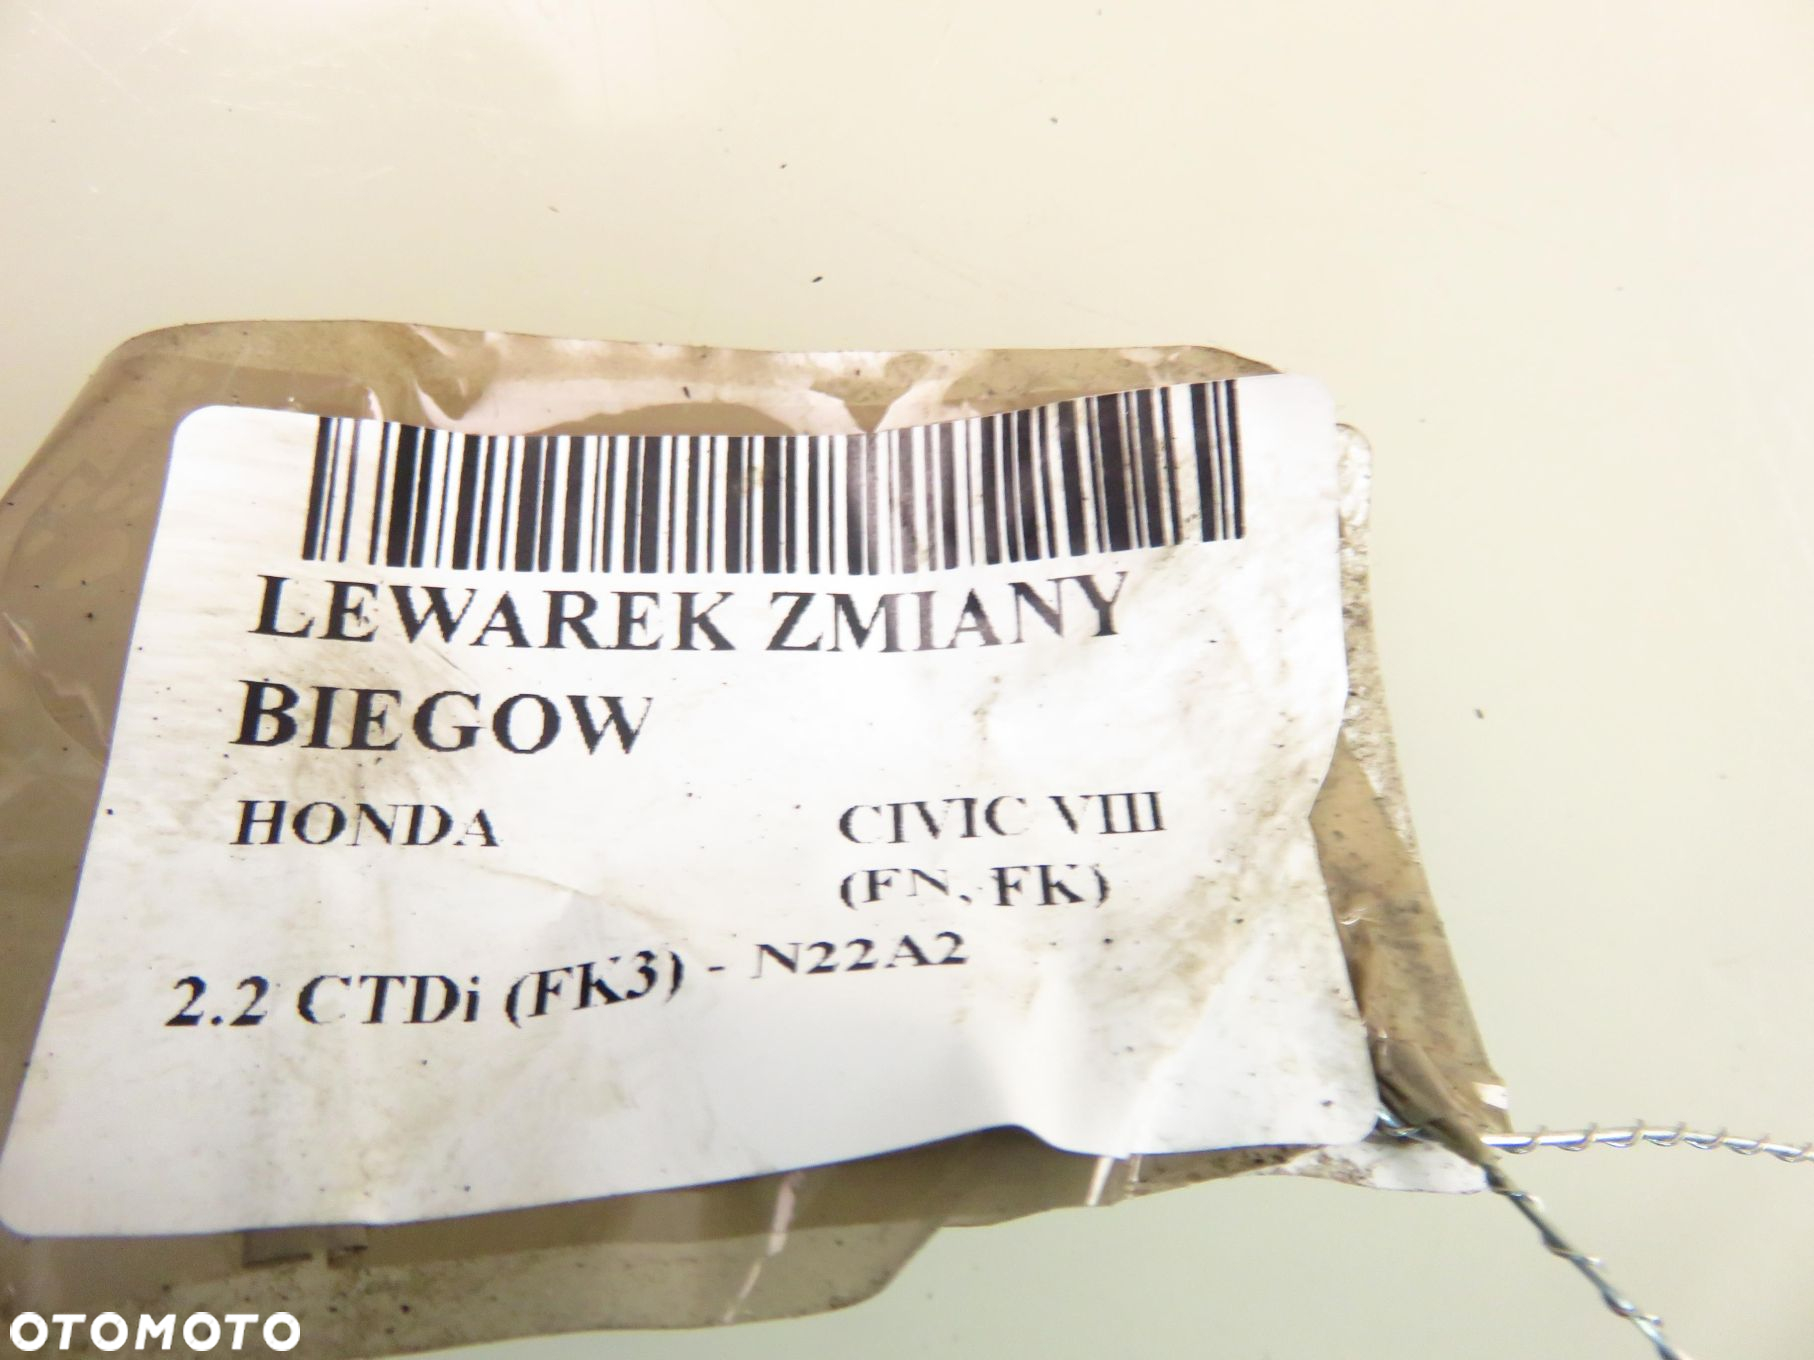 LEWAREK ZMIANY
BIEGOW
HONDA CIVIC VIII
(FN, FK)
2.2 CTDi (FK3) - N22A2
OTOMOTO